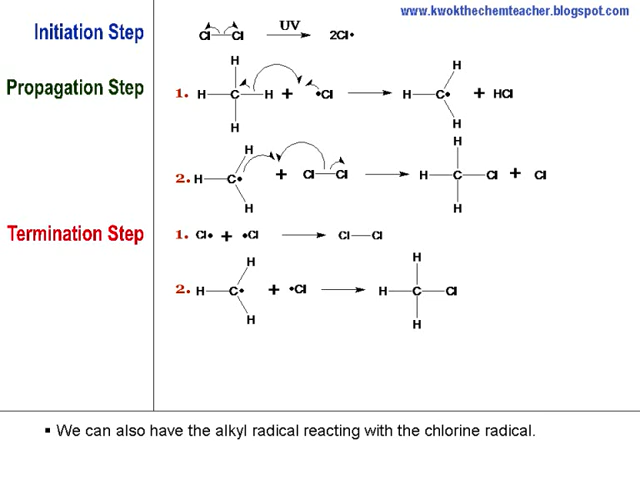 www.kwokthechemteacher.blogspot.com
Initiation Step
Cl Cl UV 2Cl•
Propagation Step
H
H
1. H C H + •Cl H C• + HCl
H
H
H
H
2. H C• + Cl Cl H C Cl + Cl
H
H
Termination Step
1. Cl• + •Cl Cl Cl
H
H
2. H C• + •Cl H C Cl
H
H
▪ We can also have the alkyl radical reacting with the chlorine radical.